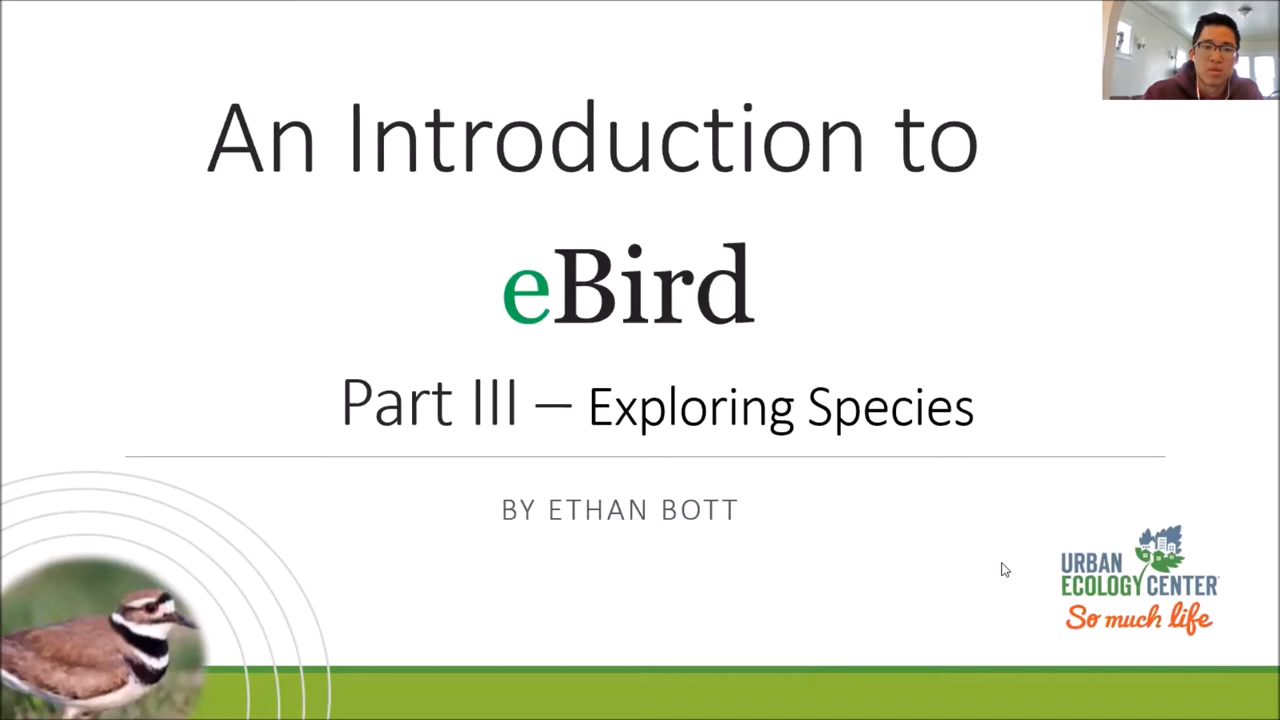 An Introduction to
eBird
Part III – Exploring Species
BY ETHAN BOTT
URBAN
ECOLOGY CENTER
So much life